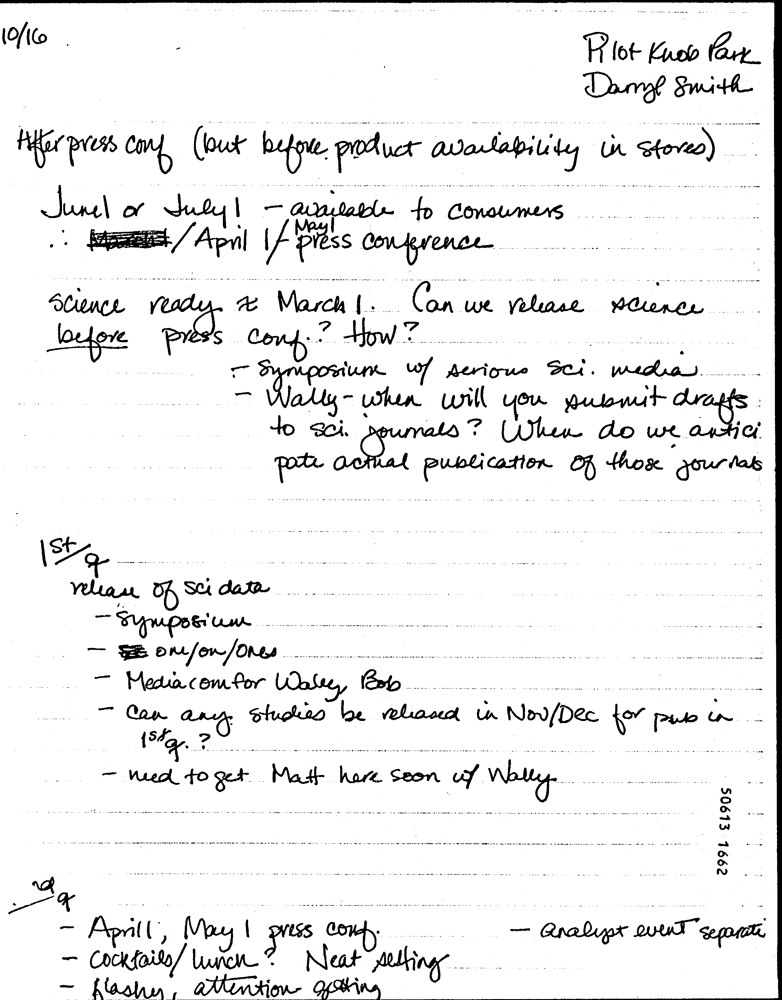 10/16
Pilot Knob Park
Darryl Smith
After press conf (but before product availability in stores)
June 1 or July 1 - available to consumers
∴ / April 1 / May 1 - press conference
science ready ≈ March 1. Can we release science
before press conf.? How?
- Symposium w/ serious sci. media
- Wally - when will you submit drafts
to sci. journals? When do we antici
pate actual publication of those journals
1st/q
release of sci data
- Symposium
- one/on/ones
- Mediacom for Wally, Bob
- Can any studies be released in Nov/Dec for pub in
1st q.?
- need to get Matt here soon w/ Wally
50613 1662
nd q
- April 1, May 1 press conf.
- analyst event separate
- Cocktails/lunch? Neat setting
- flashy, attention getting